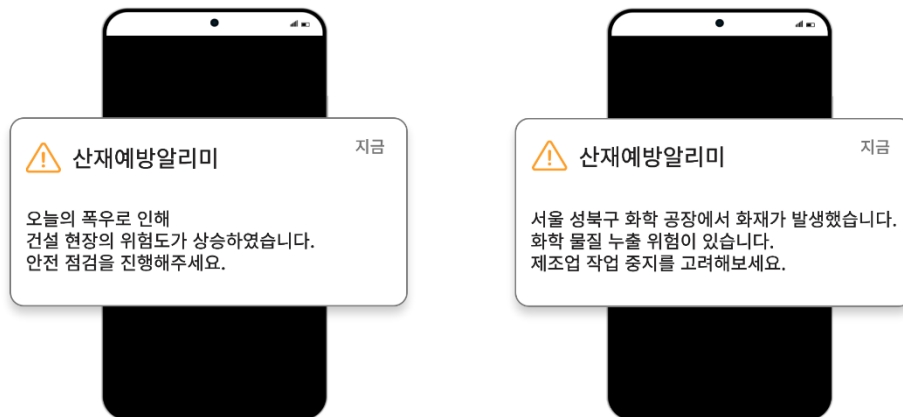 산재예방알리미
지금
오늘의 폭우로 인해
건설 현장의 위험도가 상승하였습니다.
안전 점검을 진행해주세요.
산재예방알리미
지금
서울 성북구 화학 공장에서 화재가 발생했습니다.
화학 물질 누출 위험이 있습니다.
제조업 작업 중지를 고려해보세요.